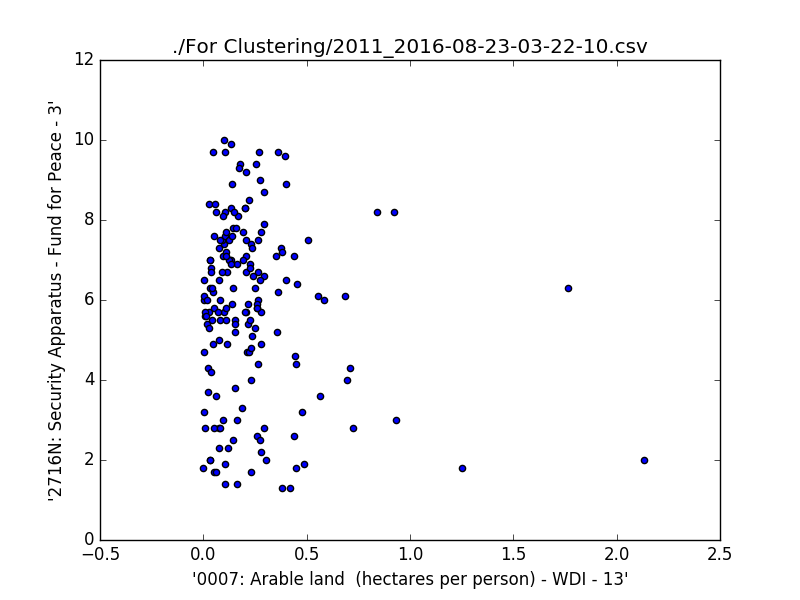 ./For Clustering/2011_2016-08-23-03-22-10.csv
'2716N: Security Apparatus - Fund for Peace - 3'
12
10
8
6
4
2
0
−0.5 0.0 0.5 1.0 1.5 2.0 2.5
'0007: Arable land  (hectares per person) - WDI - 13'